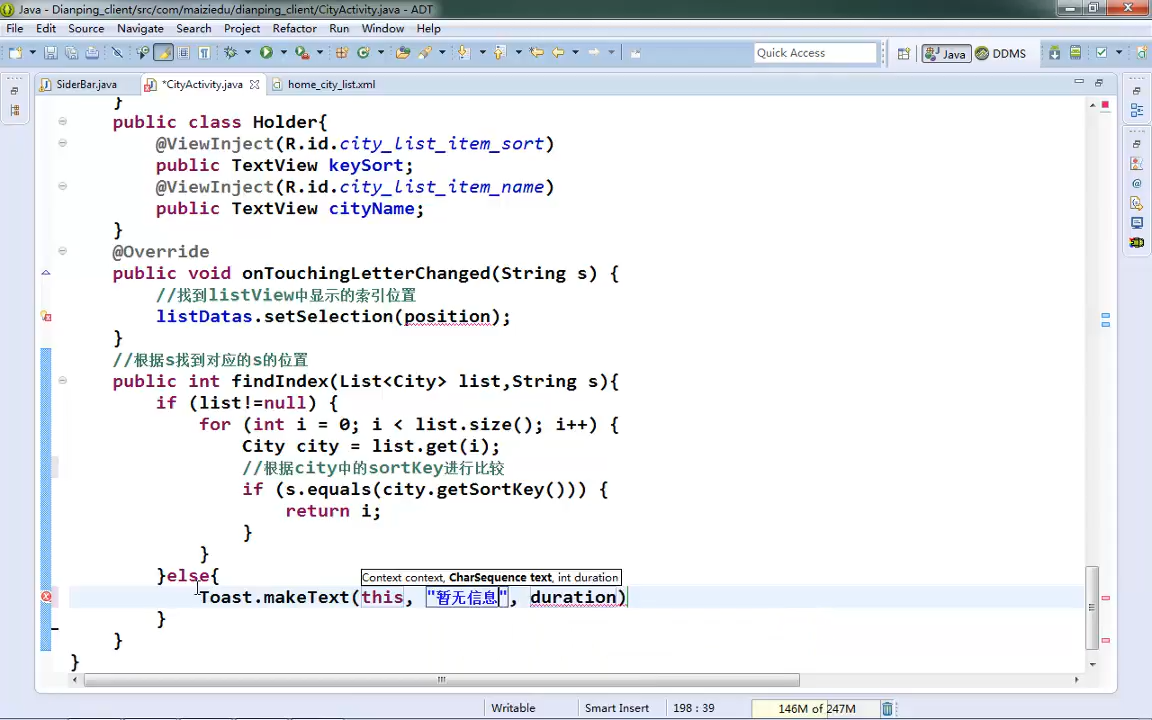 Java - Dianping_client/src/com/maiziedu/dianping_client/CityActivity.java - ADT
File Edit Source Refactor Navigate Search Project Refactor Run Window Help
Quick Access Java DDMS
SiderBar.java *CityActivity.java home_city_list.xml
}
public class Holder{
@ViewInject(R.id.city_list_item_sort)
public TextView keySort;
@ViewInject(R.id.city_list_item_name)
public TextView cityName;
}
@Override
public void onTouchingLetterChanged(String s) {
//找到listView中显示的索引位置
listDatas.setSelection(position);
}
//根据s找到对应的s的位置
public int findIndex(List<City> list,String s){
if (list!=null) {
for (int i = 0; i < list.size(); i++) {
City city = list.get(i);
//根据city中的sortKey进行比较
if (s.equals(city.getSortKey())) {
return i;
}
}
}else{
Context context, CharSequence text, int duration
Toast.makeText(this, "暂无信息", duration)
}
}
}
Writable Smart Insert 198 : 39 146M of 247M